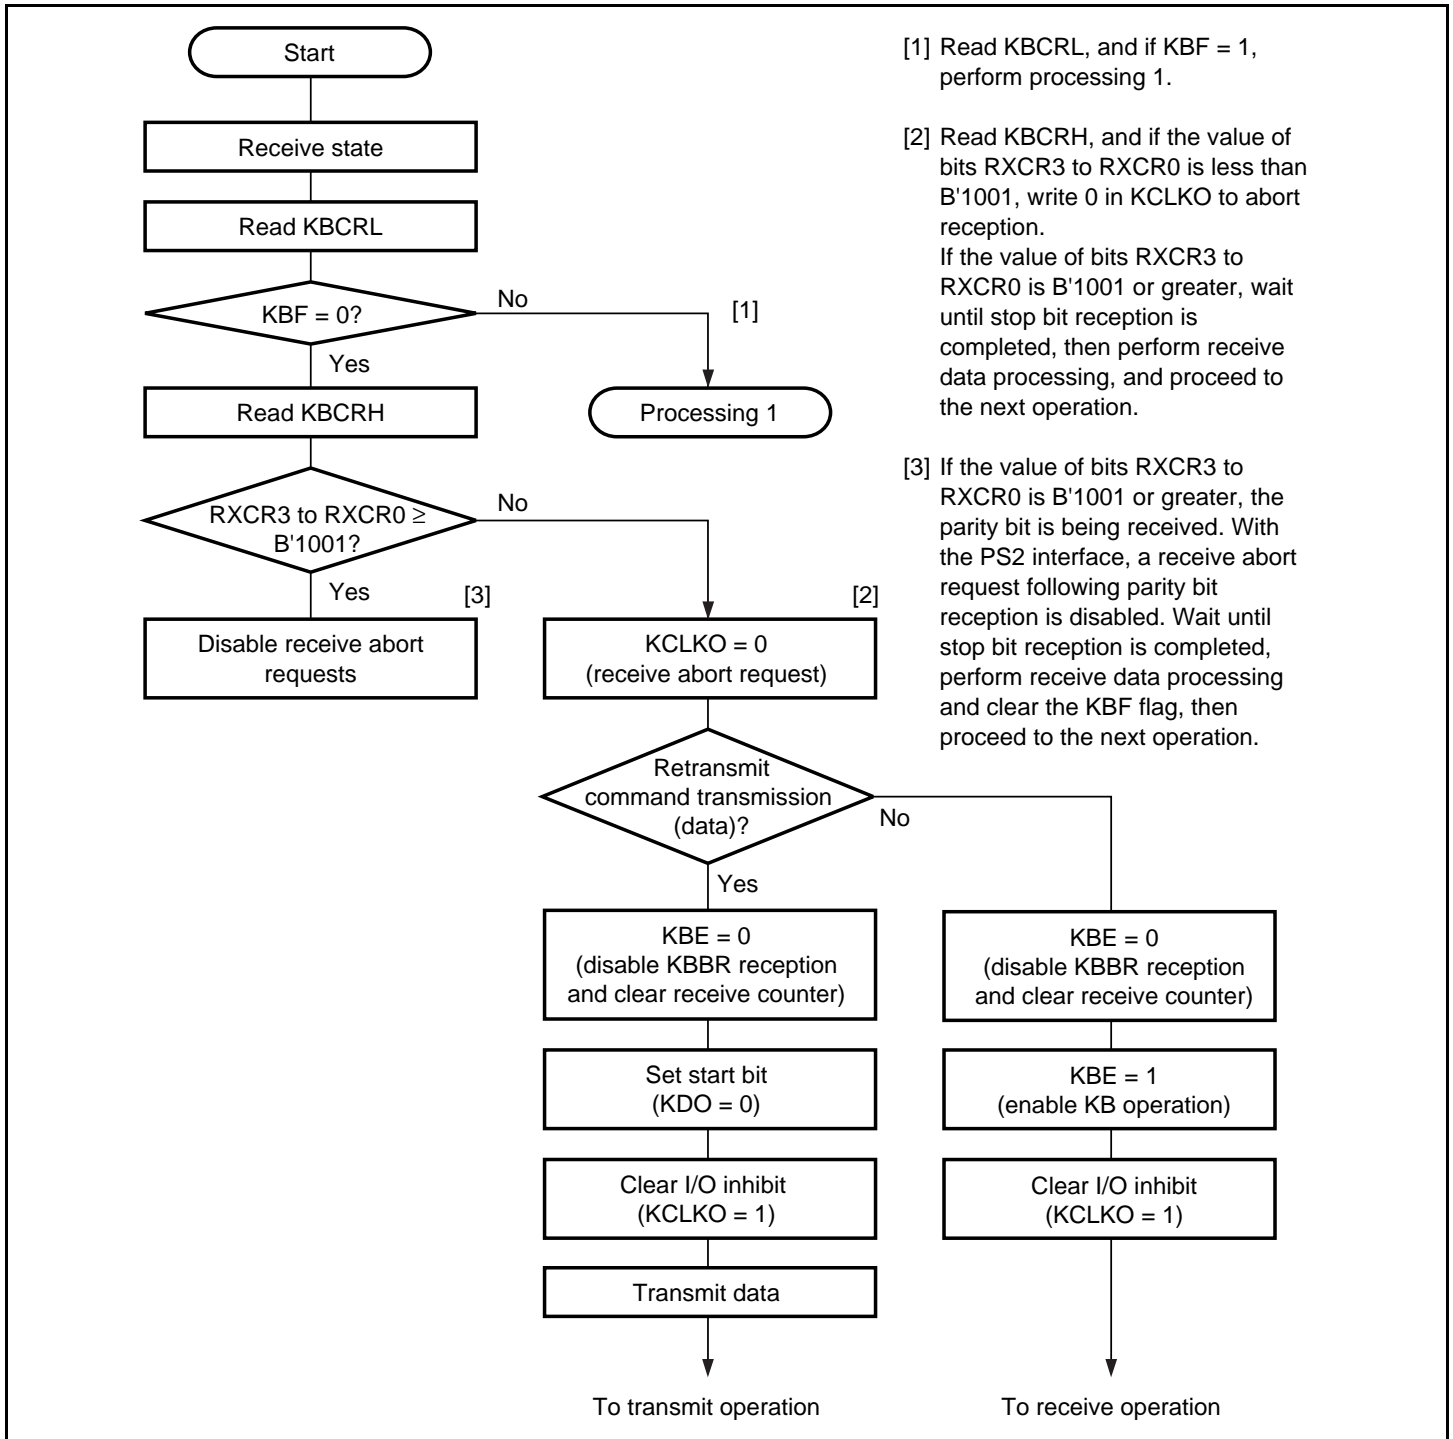 Start
Receive state
Read KBCRL
KBF = 0?
No
[1]
Yes
Processing 1
Read KBCRH
RXCR3 to RXCR0 ≥
B'1001?
No
Yes
[3]
[2]
Disable receive abort
requests
KCLKO = 0
(receive abort request)
Retransmit
command transmission
(data)?
No
Yes
KBE = 0
(disable KBBR reception
and clear receive counter)
Set start bit
(KDO = 0)
Clear I/O inhibit
(KCLKO = 1)
Transmit data
To transmit operation
KBE = 0
(disable KBBR reception
and clear receive counter)
KBE = 1
(enable KB operation)
Clear I/O inhibit
(KCLKO = 1)
To receive operation
[1] Read KBCRL, and if KBF = 1,
perform processing 1.
[2] Read KBCRH, and if the value of
bits RXCR3 to RXCR0 is less than
B'1001, write 0 in KCLKO to abort
reception.
If the value of bits RXCR3 to
RXCR0 is B'1001 or greater, wait
until stop bit reception is
completed, then perform receive
data processing, and proceed to
the next operation.
[3] If the value of bits RXCR3 to
RXCR0 is B'1001 or greater, the
parity bit is being received. With
the PS2 interface, a receive abort
request following parity bit
reception is disabled. Wait until
stop bit reception is completed,
perform receive data processing
and clear the KBF flag, then
proceed to the next operation.